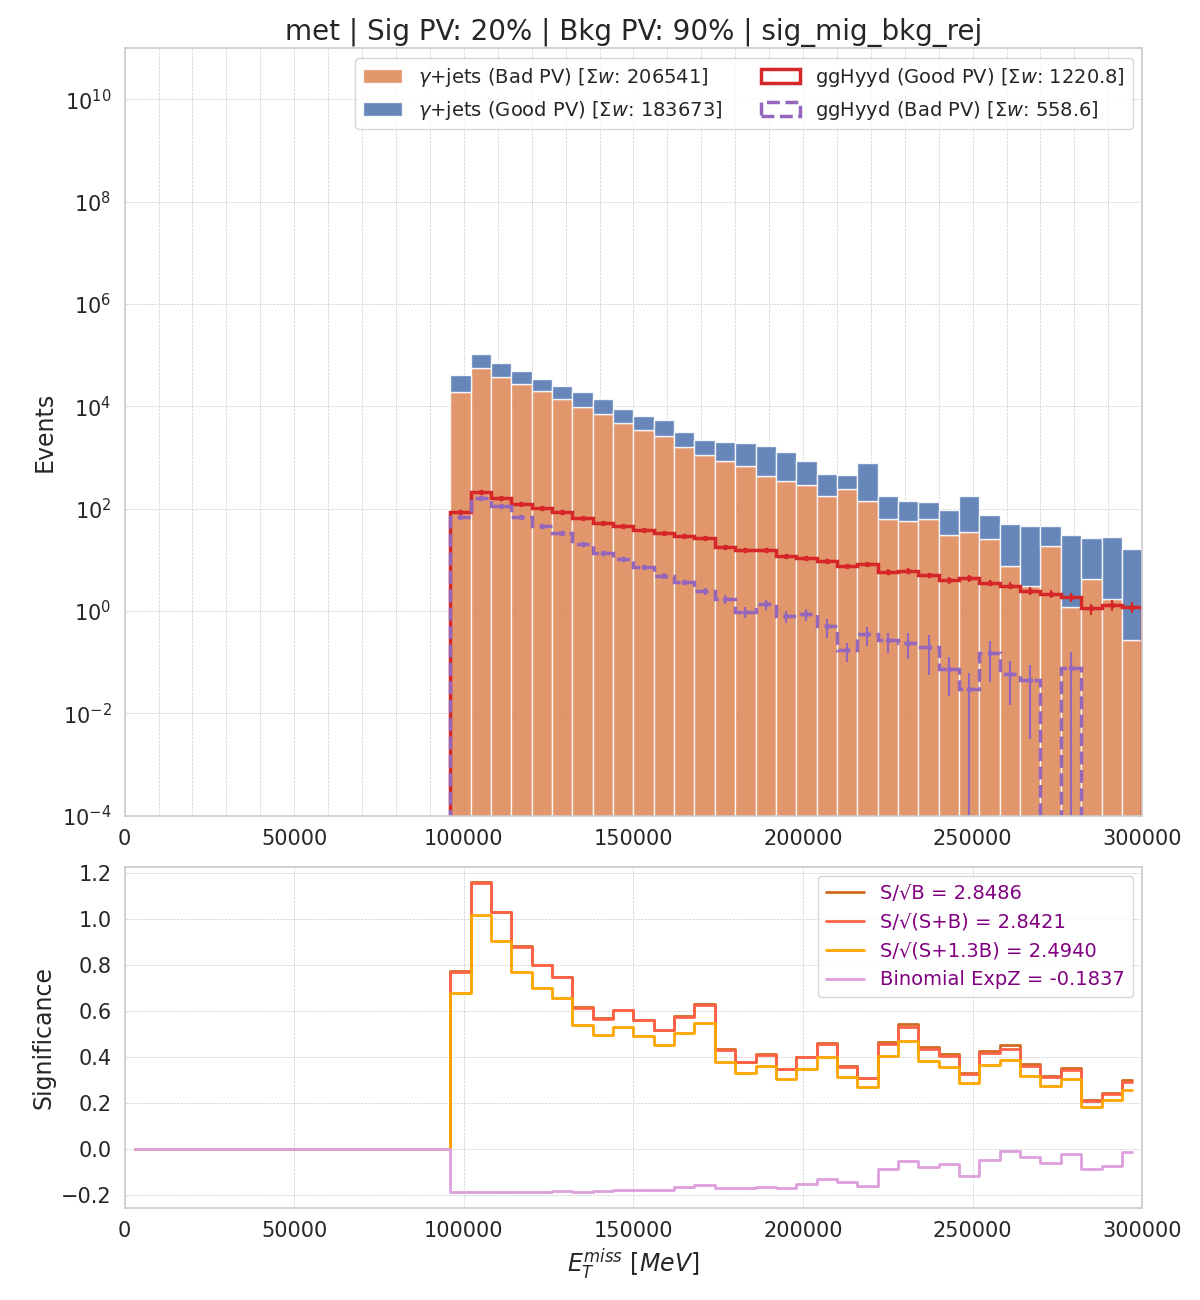 met | Sig PV: 20% | Bkg PV: 90% | sig_mig_bkg_rej
γ+jets (Bad PV) [Σw: 206541]
γ+jets (Good PV) [Σw: 183673]
ggHyyd (Good PV) [Σw: 1220.8]
ggHyyd (Bad PV) [Σw: 558.6]
Events
10^10
10^8
10^6
10^4
10^2
10^0
10^−2
10^−4
0 50000 100000 150000 200000 250000 300000
S/√B = 2.8486
S/√(S+B) = 2.8421
S/√(S+1.3B) = 2.4940
Binomial ExpZ = -0.1837
Significance
1.2
1.0
0.8
0.6
0.4
0.2
0.0
−0.2
0 50000 100000 150000 200000 250000 300000
E_T^miss [MeV]